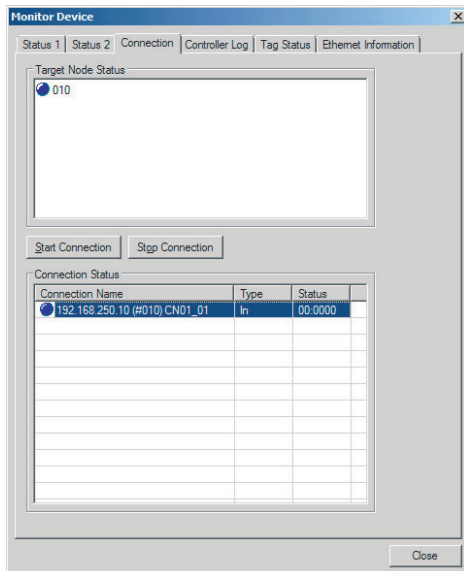 Monitor Device
Status 1 Status 2 Connection Controller Log Tag Status Ethernet Information
Target Node Status
010
Start Connection Stop Connection
Connection Status
Connection Name Type Status
192.168.250.10 (#010) CN01_01 In 00:0000
Close